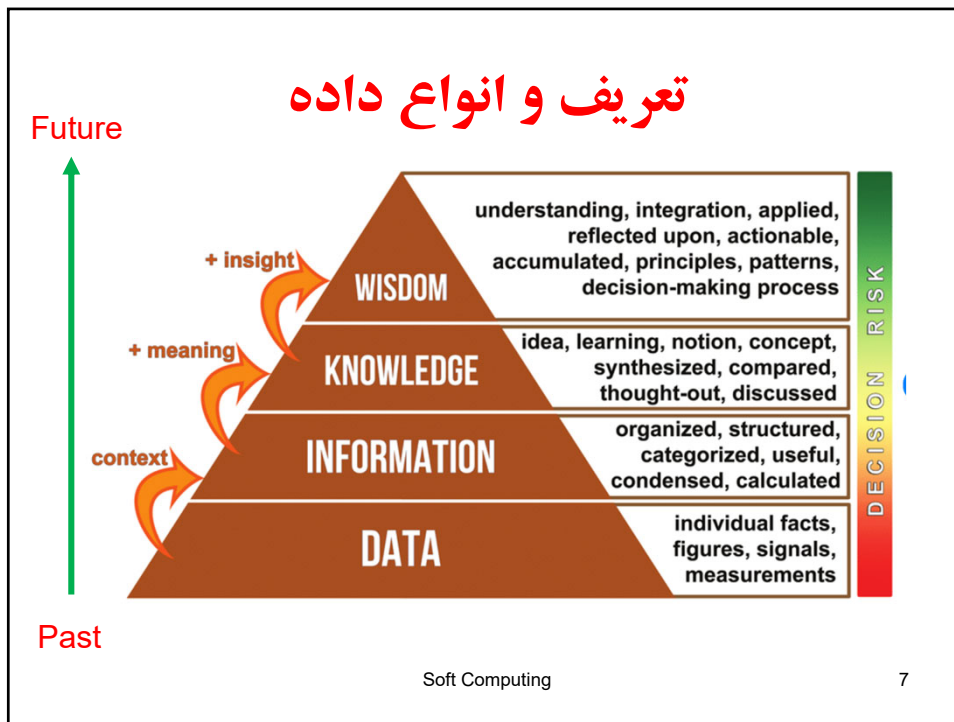 تعریف و انواع داده
Future
understanding, integration, applied,
reflected upon, actionable,
accumulated, principles, patterns,
decision-making process
+ insight
WISDOM
idea, learning, notion, concept,
synthesized, compared,
thought-out, discussed
+ meaning
KNOWLEDGE
organized, structured,
categorized, useful,
condensed, calculated
context
INFORMATION
individual facts,
figures, signals,
measurements
DATA
DECISION RISK
Past
Soft Computing
7